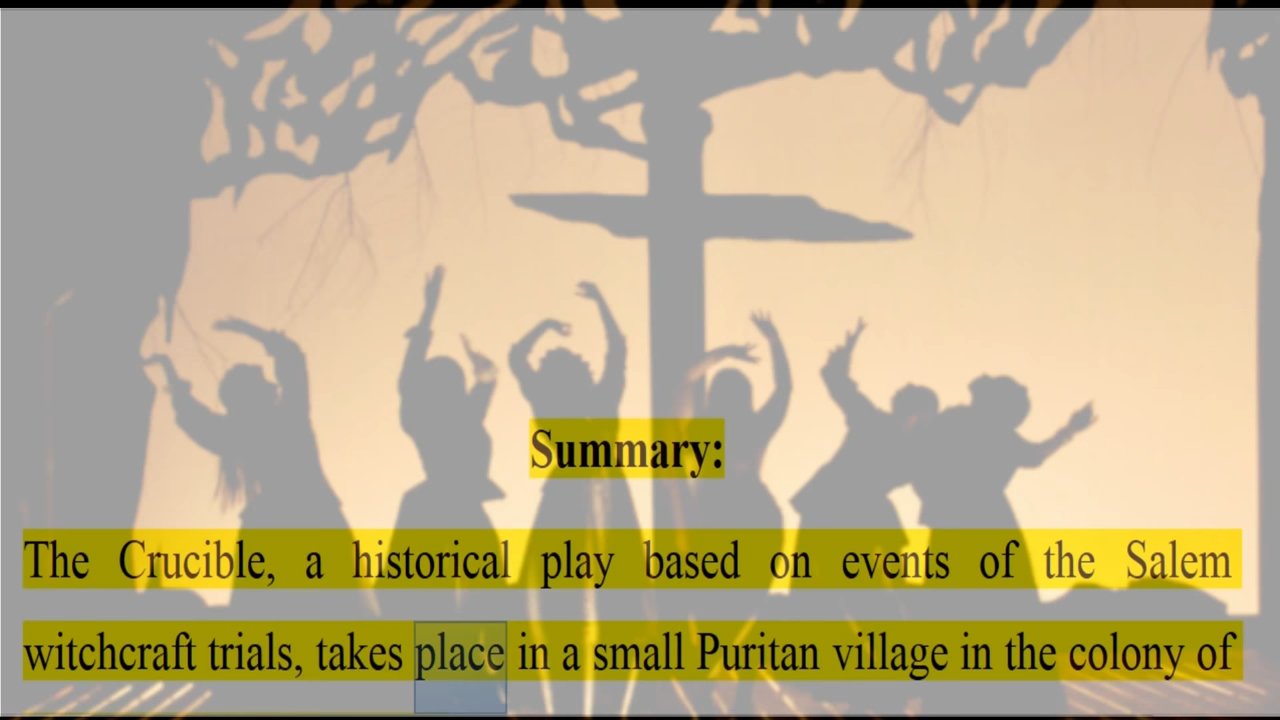 Summary:
The Crucible, a historical play based on events of the Salem
witchcraft trials, takes place in a small Puritan village in the colony of